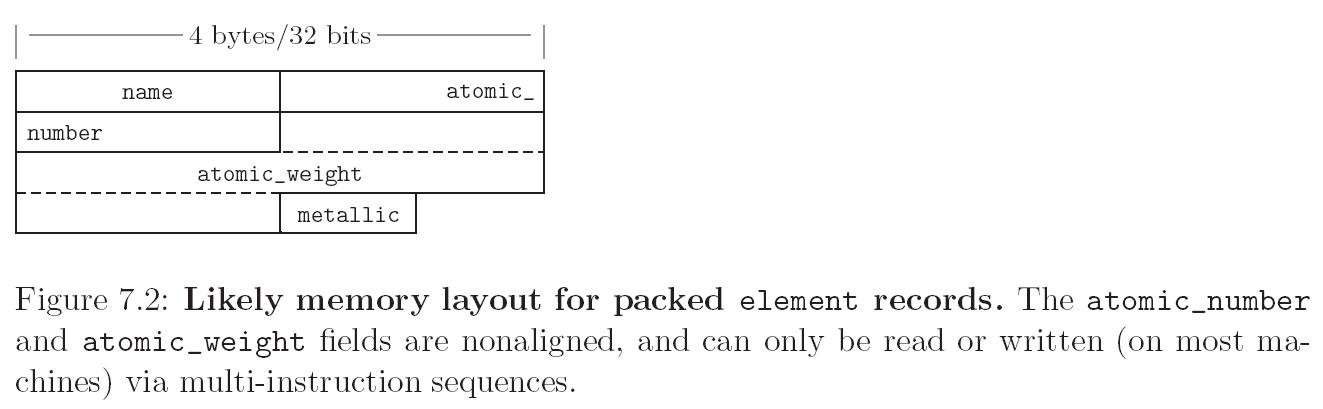 4 bytes/32 bits
name atomic_
number
atomic_weight
metallic
Figure 7.2: Likely memory layout for packed element records. The atomic_number
and atomic_weight fields are nonaligned, and can only be read or written (on most ma-
chines) via multi-instruction sequences.